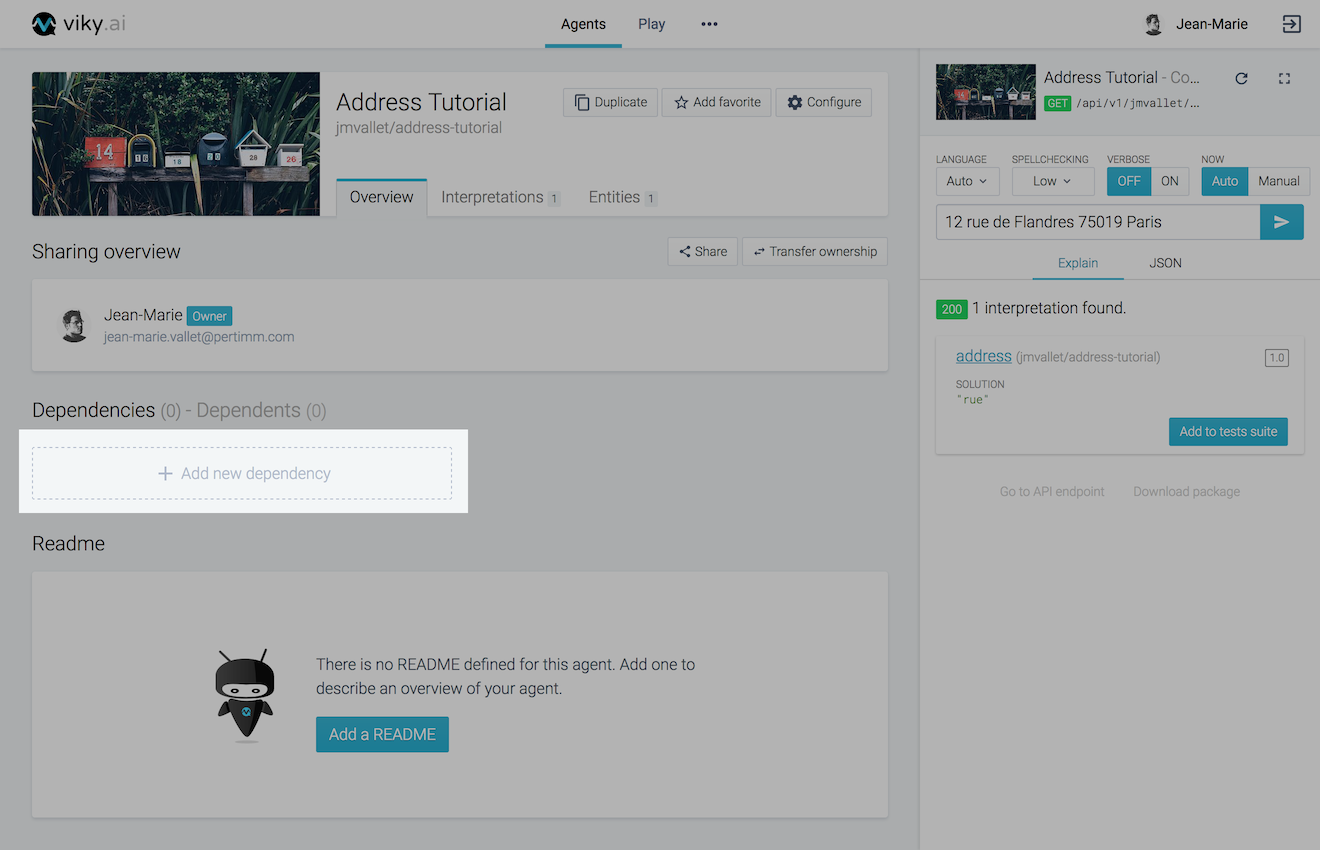 viky.ai
Agents
Play
Jean-Marie
Address Tutorial
jmvallet/address-tutorial
Duplicate
Add favorite
Configure
Overview
Interpretations 1
Entities 1
14
16
18
20
28
26
Sharing overview
Share
Transfer ownership
Jean-Marie Owner
jean-marie.vallet@pertimm.com
Dependencies (0) - Dependents (0)
+ Add new dependency
Readme
There is no README defined for this agent. Add one to
describe an overview of your agent.
Add a README
Address Tutorial - Co...
GET /api/v1/jmvallet/...
LANGUAGE
SPELLCHECKING
VERBOSE
NOW
Auto
Low
OFF ON
Auto Manual
12 rue de Flandres 75019 Paris
Explain
JSON
200 1 interpretation found.
address (jmvallet/address-tutorial)
1.0
SOLUTION
"rue"
Add to tests suite
Go to API endpoint
Download package